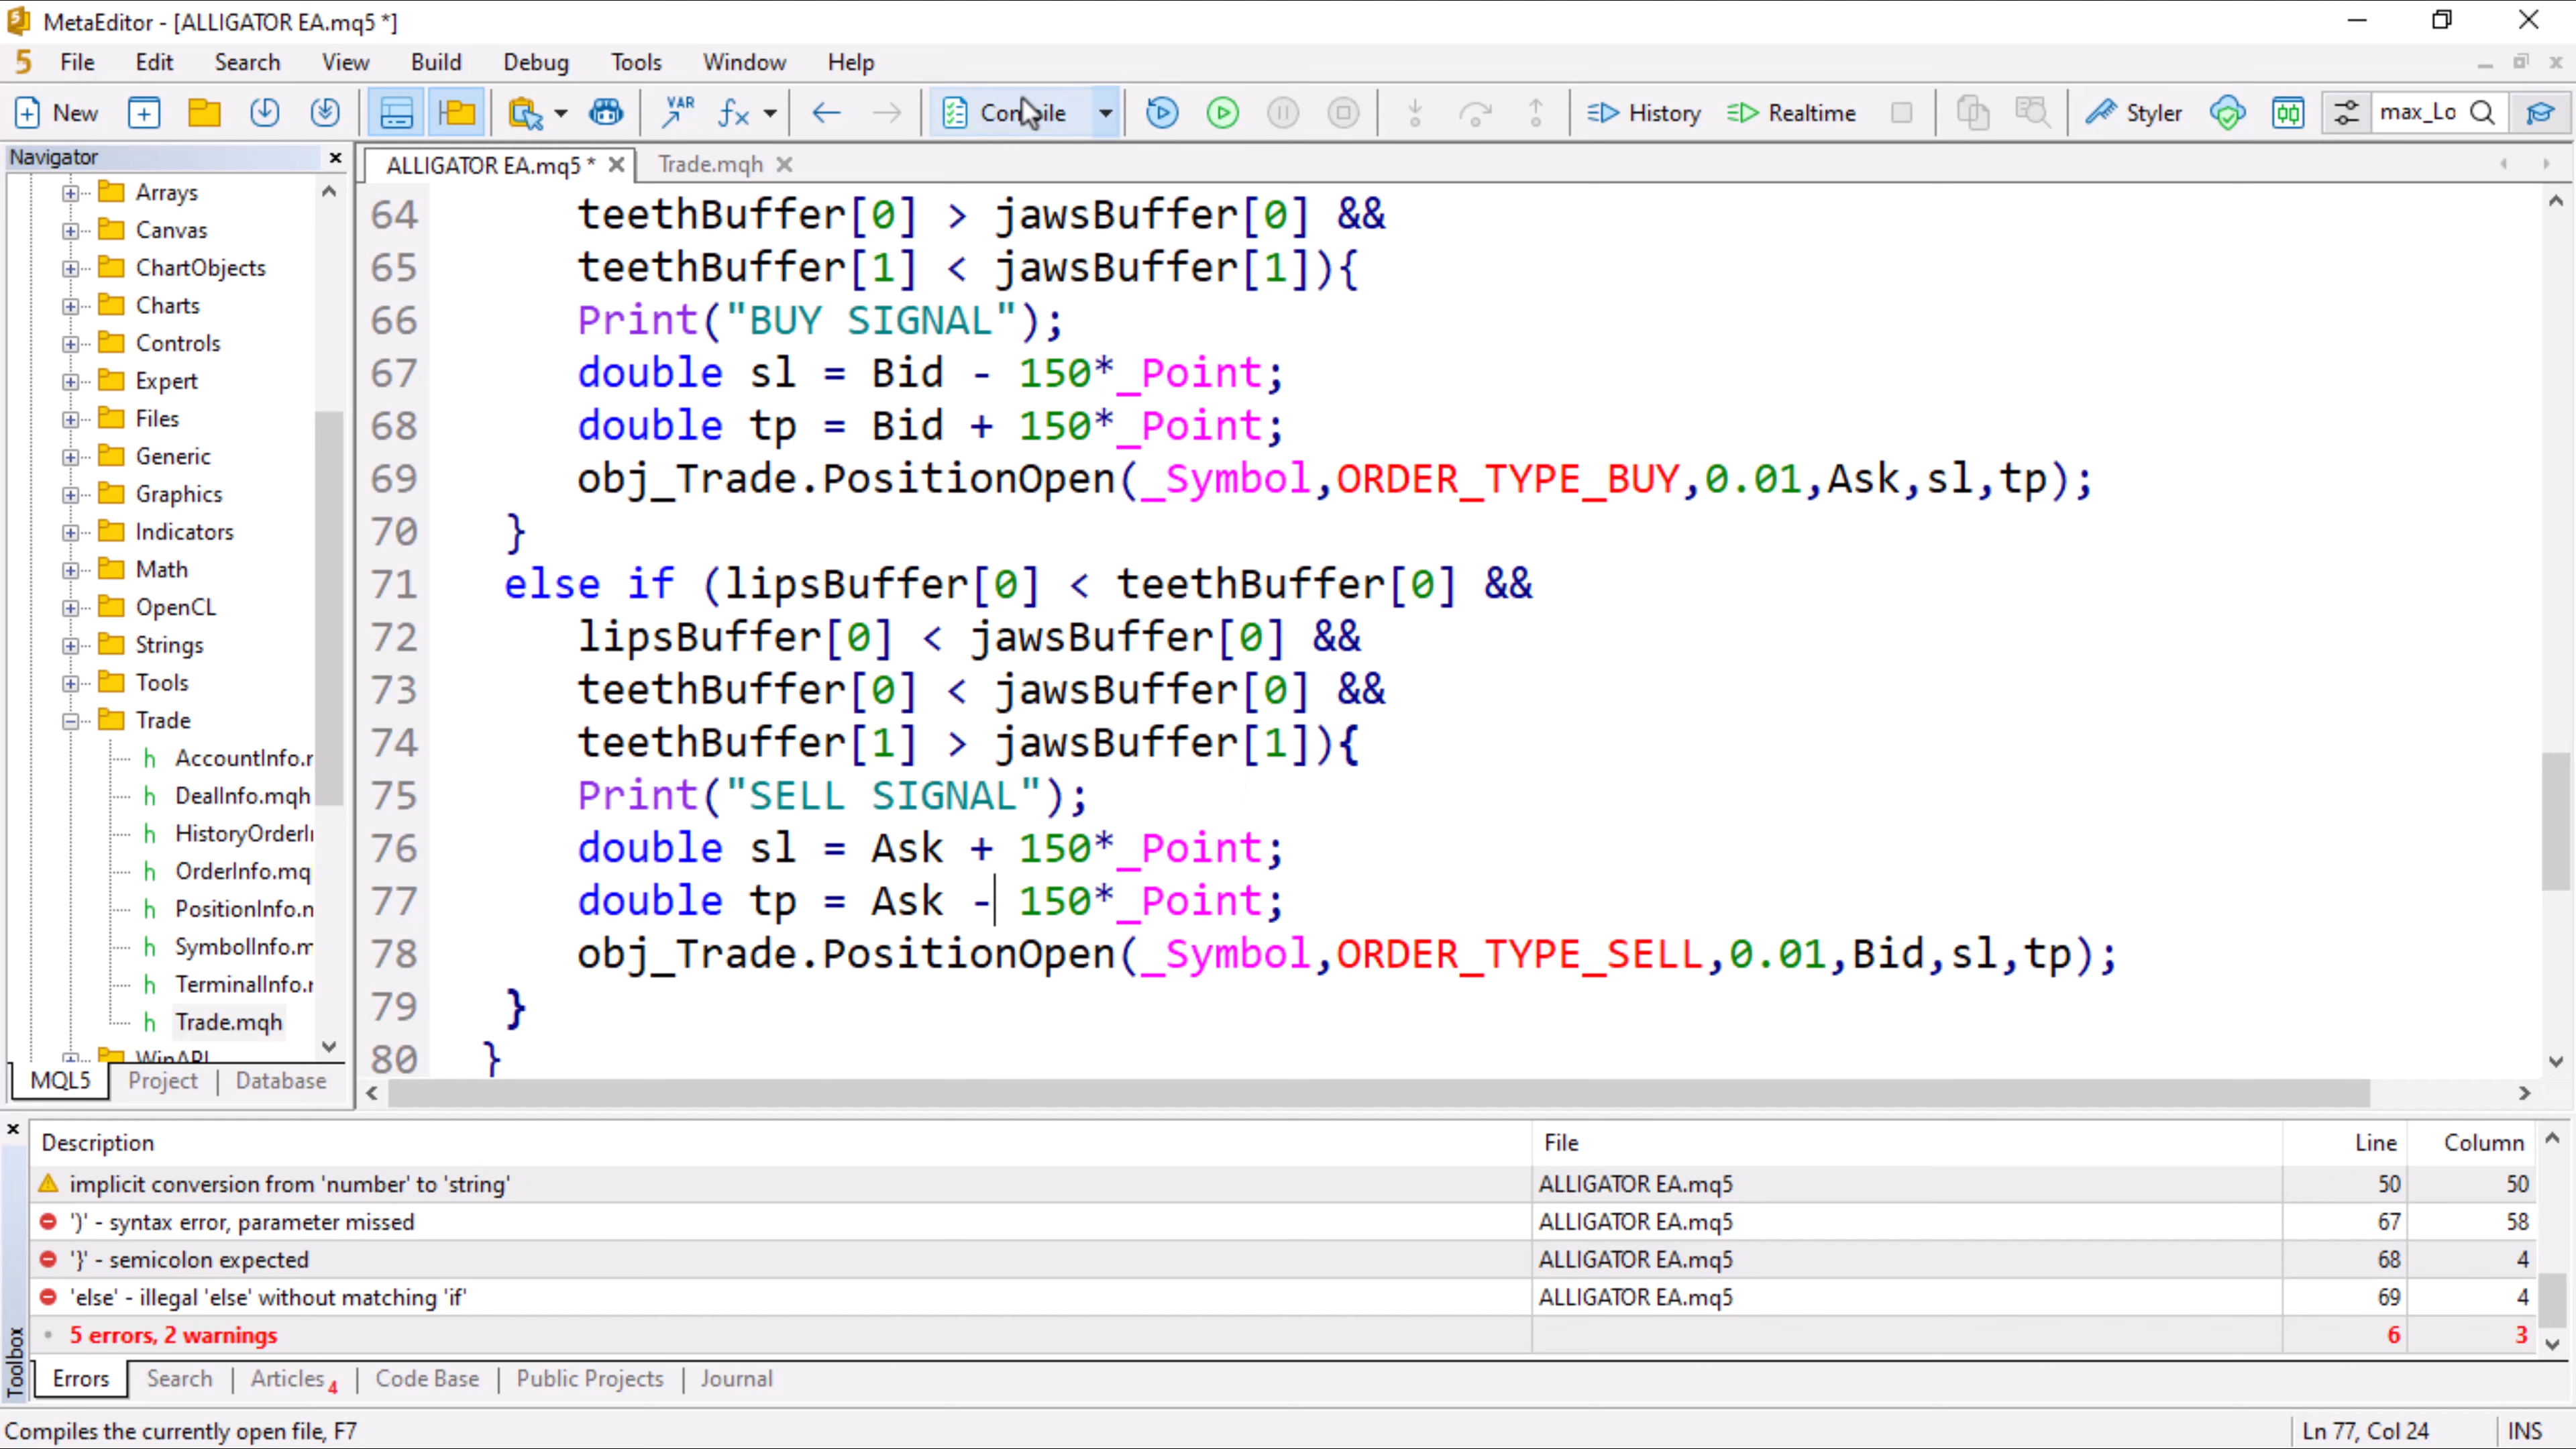 MetaEditor - [ALLIGATOR EA.mq5 *]
5 File Edit Search View Build Debug Tools Window Help
New VAR fx Compile History Realtime Styler max_Lo
Navigator
ALLIGATOR EA.mq5 * Trade.mqh
Arrays
Canvas
ChartObjects
Charts
Controls
Expert
Files
Generic
Graphics
Indicators
Math
OpenCL
Strings
Tools
Trade
h AccountInfo.r
h DealInfo.mqh
h HistoryOrderI
h OrderInfo.mq
h PositionInfo.n
h SymbolInfo.m
h TerminalInfo.r
h Trade.mqh
WinAPI
MQL5 Project Database
64 teethBuffer[0] > jawsBuffer[0] &&
65 teethBuffer[1] < jawsBuffer[1]){
66 Print("BUY SIGNAL");
67 double sl = Bid - 150*_Point;
68 double tp = Bid + 150*_Point;
69 obj_Trade.PositionOpen(_Symbol,ORDER_TYPE_BUY,0.01,Ask,sl,tp);
70 }
71 else if (lipsBuffer[0] < teethBuffer[0] &&
72 lipsBuffer[0] < jawsBuffer[0] &&
73 teethBuffer[0] < jawsBuffer[0] &&
74 teethBuffer[1] > jawsBuffer[1]){
75 Print("SELL SIGNAL");
76 double sl = Ask + 150*_Point;
77 double tp = Ask - 150*_Point;
78 obj_Trade.PositionOpen(_Symbol,ORDER_TYPE_SELL,0.01,Bid,sl,tp);
79 }
80 }
Description File Line Column
implicit conversion from 'number' to 'string' ALLIGATOR EA.mq5 50 50
')' - syntax error, parameter missed ALLIGATOR EA.mq5 67 58
'}' - semicolon expected ALLIGATOR EA.mq5 68 4
'else' - illegal 'else' without matching 'if' ALLIGATOR EA.mq5 69 4
5 errors, 2 warnings 6 3
Toolbox
Errors Search Articles 4 Code Base Public Projects Journal
Compiles the currently open file, F7 Ln 77, Col 24 INS